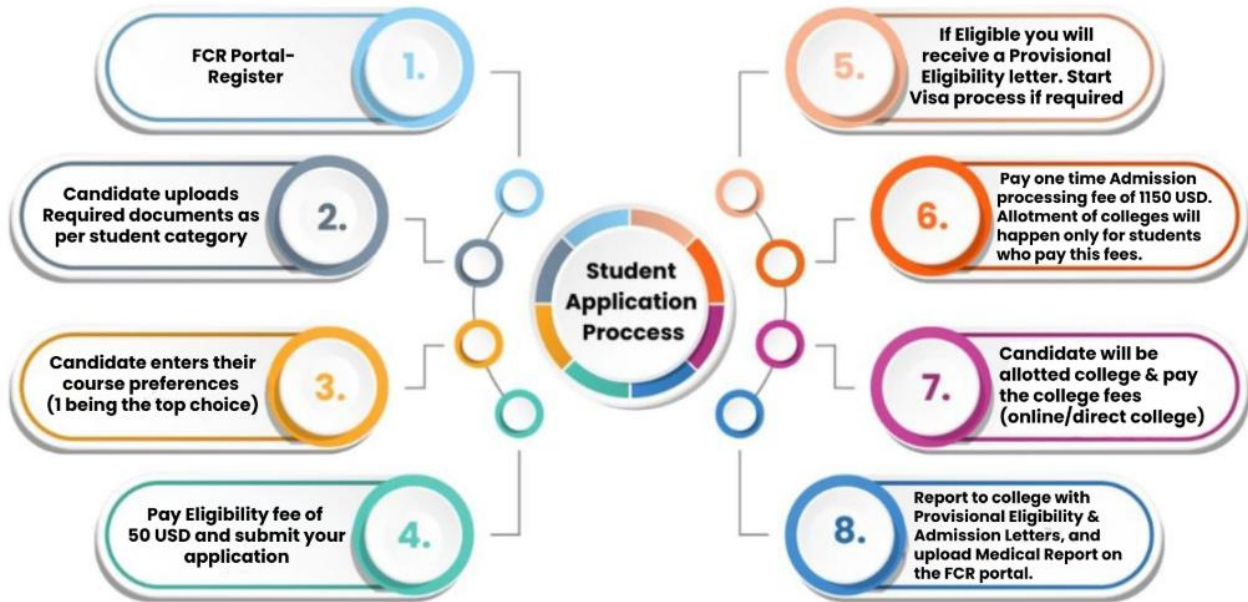 1.
FCR Portal-
Register
2.
Candidate uploads
Required documents as
per student category
3.
Candidate enters their
course preferences
(1 being the top choice)
4.
Pay Eligibility fee of
50 USD and submit your
application
Student
Application
Proccess
5.
If Eligible you will
receive a Provisional
Eligibility letter. Start
Visa process if required
6.
Pay one time Admission
processing fee of 1150 USD.
Allotment of colleges will
happen only for students
who pay this fees.
7.
Candidate will be
allotted college & pay
the college fees
(online/direct college)
8.
Report to college with
Provisional Eligibility &
Admission Letters, and
upload Medical Report on
the FCR portal.